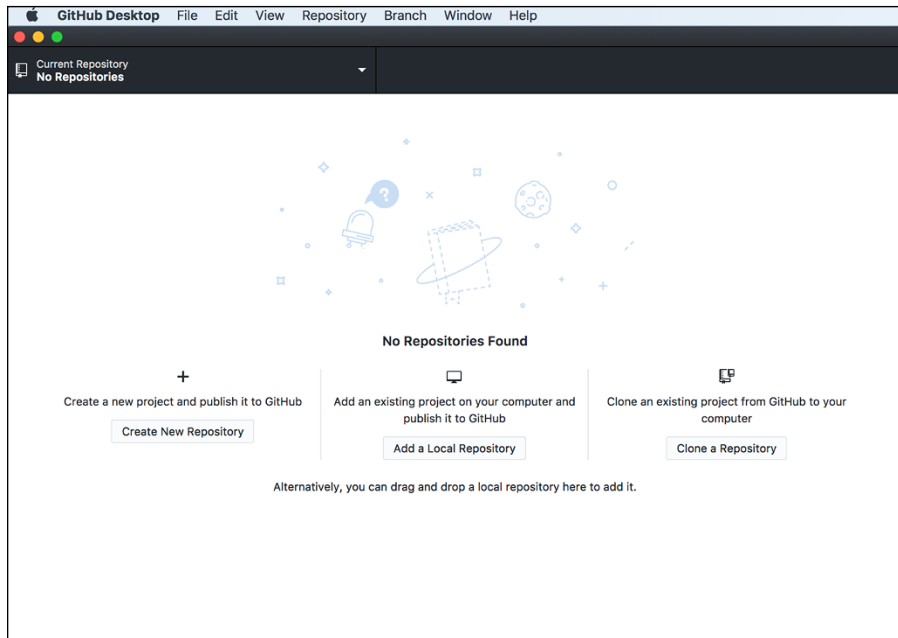 GitHub Desktop File Edit View Repository Branch Window Help
Current Repository
No Repositories
?
No Repositories Found
Create a new project and publish it to GitHub
Create New Repository
Add an existing project on your computer and
publish it to GitHub
Add a Local Repository
Clone an existing project from GitHub to your
computer
Clone a Repository
Alternatively, you can drag and drop a local repository here to add it.